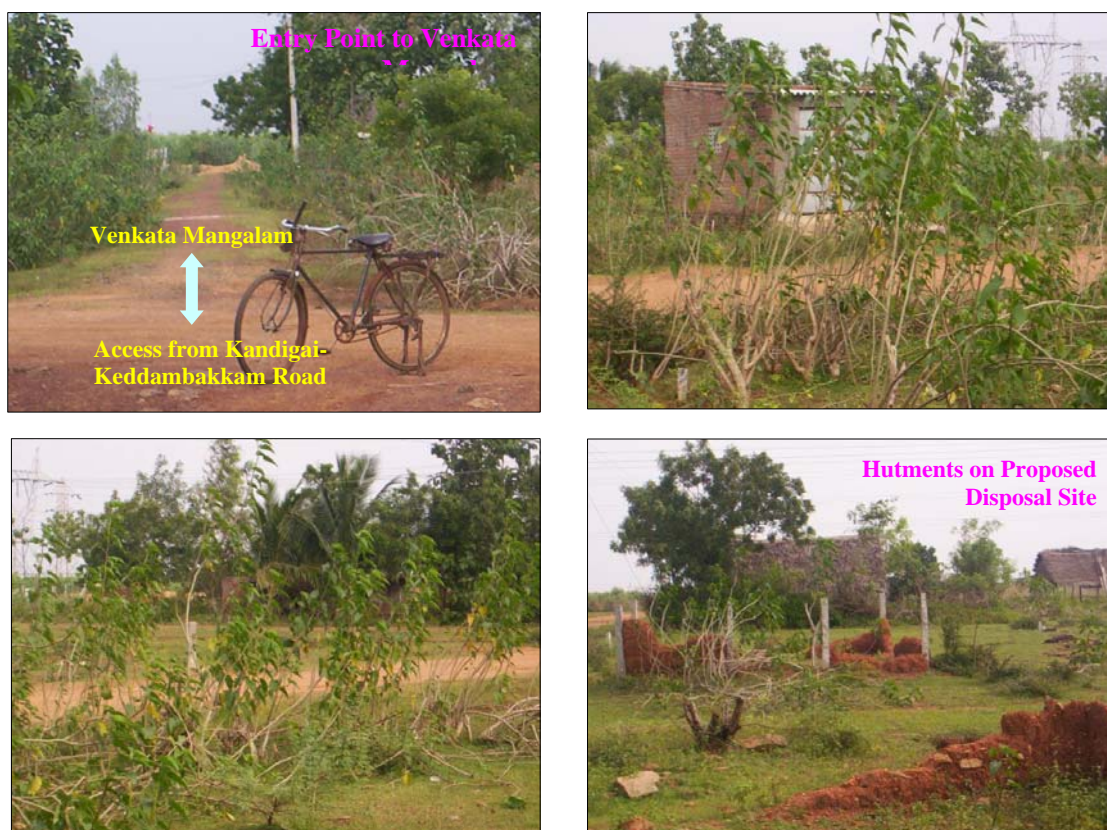 Entry Point to Venkata
Venkata Mangalam
Access from Kandigai-
Keddambakkam Road
Hutments on Proposed
Disposal Site